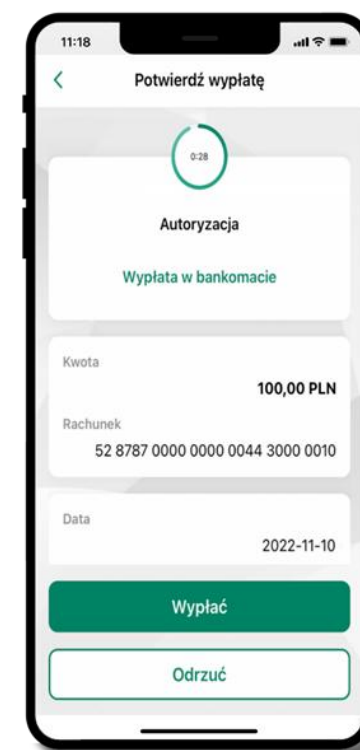 11:18
Potwierdź wypłatę
0:28
Autoryzacja
Wypłata w bankomacie
Kwota
100,00 PLN
Rachunek
52 8787 0000 0000 0044 3000 0010
Data
2022-11-10
Wypłać
Odrzuć